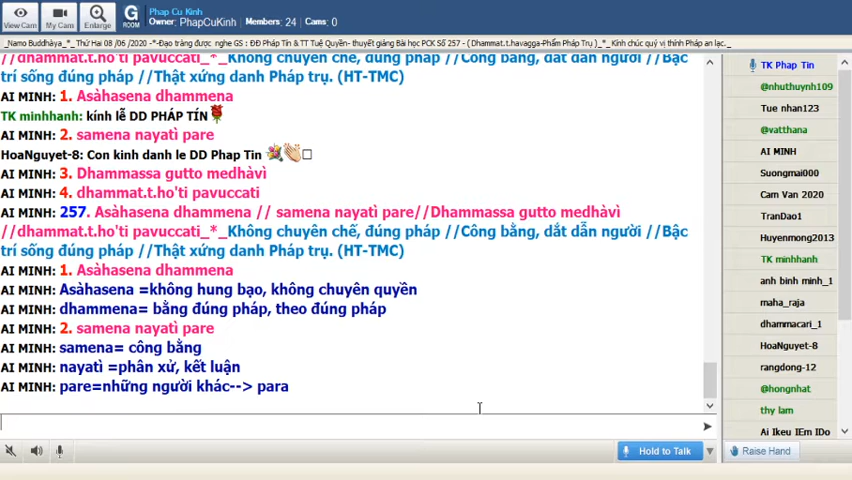 View Cam
My Cam
Enlarge
G
ROOM
Phap Cu Kinh
Owner: PhapCuKinh
Members: 24
Cams: 0
_Namo Buddhàya_*_ Thứ Hai 08 /06 /2020 -*-Đạo tràng được nghe GS : ĐĐ Pháp Tín & TT Tuệ Quyền- thuyết giảng Bài học PCK Số 257 - ( Dhammat.t.havagga-Phẩm Pháp Trụ )_*_ Kính chúc quý vị thính Pháp an lạc._
//dhammat.t.ho'ti pavuccati_*_Không chuyên chế, đúng pháp //Công bằng, dắt dẫn người //Bậc
trí sống đúng pháp //Thật xứng danh Pháp trụ. (HT-TMC)
AI MINH: 1. Asàhasena dhammena
TK minhhanh: kính lễ DD PHÁP TÍN
AI MINH: 2. samena nayatì pare
HoaNguyet-8: Con kinh danh le DD Phap Tin
AI MINH: 3. Dhammassa gutto medhàvì
AI MINH: 4. dhammat.t.ho'ti pavuccati
AI MINH: 257. Asàhasena dhammena // samena nayatì pare//Dhammassa gutto medhàvì
//dhammat.t.ho'ti pavuccati_*_Không chuyên chế, đúng pháp //Công bằng, dắt dẫn người //Bậc
trí sống đúng pháp //Thật xứng danh Pháp trụ. (HT-TMC)
AI MINH: 1. Asàhasena dhammena
AI MINH: Asàhasena =không hung bạo, không chuyên quyền
AI MINH: dhammena= bằng đúng pháp, theo đúng pháp
AI MINH: 2. samena nayatì pare
AI MINH: samena= công bằng
AI MINH: nayatì =phân xử, kết luận
AI MINH: pare=những người khác--> para
Hold to Talk
TK Phap Tin
@nhuthuynh109
Tue nhan123
@vatthana
AI MINH
Suongmai000
Cam Van 2020
TranDao1
Huyenmong2013
TK minhhanh
anh binh minh_1
maha_raja
dhammacari_1
HoaNguyet-8
rangdong-12
@hongnhat
thy lam
Ai Ikeu IEm IDo
Raise Hand